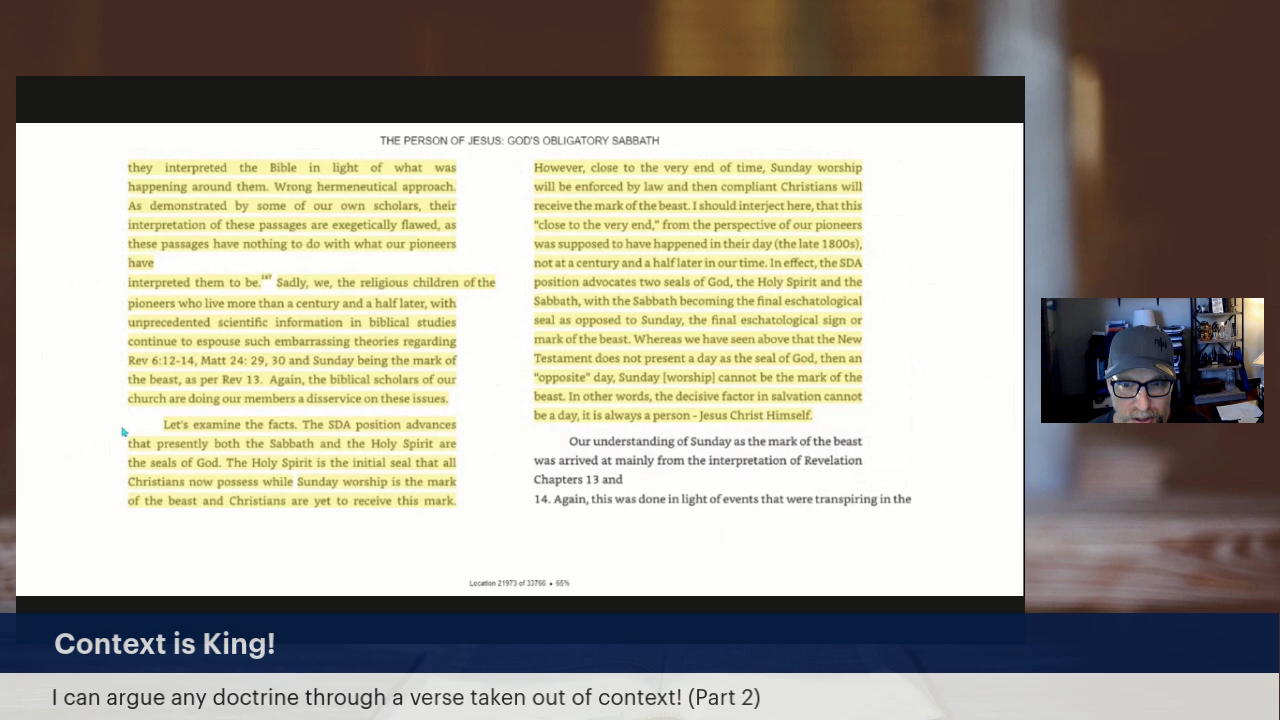 THE PERSON OF JESUS: GOD'S OBLIGATORY SABBATH
they interpreted the Bible in light of what was
happening around them. Wrong hermeneutical approach.
As demonstrated by some of our own scholars, their
interpretation of these passages are exegetically flawed, as
these passages have nothing to do with what our pioneers
have
interpreted them to be. Sadly, we, the religious children of the
pioneers who live more than a century and a half later, with
unprecedented scientific information in biblical studies
continue to espouse such embarrassing theories regarding
Rev 6:12-14, Matt 24: 29, 30 and Sunday being the mark of
the beast, as per Rev 13. Again, the biblical scholars of our
church are doing our members a disservice on these issues.
Let's examine the facts. The SDA position advances
that presently both the Sabbath and the Holy Spirit are
the seals of God. The Holy Spirit is the initial seal that all
Christians now possess while Sunday worship is the mark
of the beast and Christians are yet to receive this mark.
However, close to the very end of time, Sunday worship
will be enforced by law and then compliant Christians will
receive the mark of the beast. I should interject here, that this
"close to the very end," from the perspective of our pioneers
was supposed to have happened in their day (the late 1800s),
not at a century and a half later in our time. In effect, the SDA
position advocates two seals of God, the Holy Spirit and the
Sabbath, with the Sabbath becoming the final eschatological
seal as opposed to Sunday, the final eschatological sign or
mark of the beast. Whereas we have seen above that the New
Testament does not present a day as the seal of God, then an
"opposite" day, Sunday [worship] cannot be the mark of the
beast. In other words, the decisive factor in salvation cannot
be a day, it is always a person - Jesus Christ Himself.
Our understanding of Sunday as the mark of the beast
was arrived at mainly from the interpretation of Revelation
Chapters 13 and
14. Again, this was done in light of events that were transpiring in the
Location 21973 of 33766 • 65%
Context is King!
I can argue any doctrine through a verse taken out of context! (Part 2)